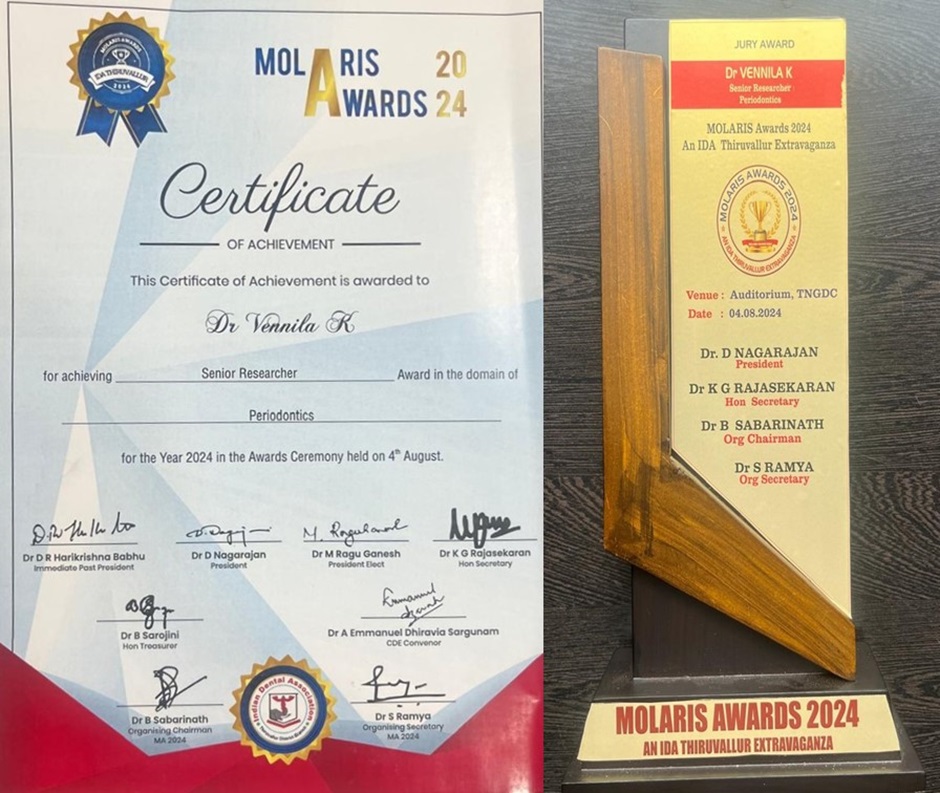 MOLARIS AWARDS
IDA THIRUVALLUR
2024
MOLARIS 20
AWARDS 24
Certificate
OF ACHIEVEMENT
This Certificate of Achievement is awarded to
Dr Vennila K
for achieving Senior Researcher Award in the domain of
Periodontics
for the Year 2024 in the Awards Ceremony held on 4th August.
Dr D R Harikrishna Babhu
Immediate Past President
Dr D Nagarajan
President
Dr M Ragu Ganesh
President Elect
Dr K G Rajasekaran
Hon Secretary
Dr B Sarojini
Hon Treasurer
Dr A Emmanuel Dhiravia Sargunam
CDE Convenor
Dr B Sabarinath
Organising Chairman
MA 2024
Indian Dental Association
Dr S Ramya
Organising Secretary
MA 2024
JURY AWARD
Dr VENNILA K
Senior Researcher
Periodontics
MOLARIS Awards 2024
An IDA Thiruvallur Extravaganza
MOLARIS AWARDS 2024
AN IDA THIRUVALLUR EXTRAVAGANZA
Venue : Auditorium, TNGDC
Date : 04.08.2024
Dr. D NAGARAJAN
President
Dr K G RAJASEKARAN
Hon Secretary
Dr B SABARINATH
Org Chairman
Dr S RAMYA
Org Secretary
MOLARIS AWARDS 2024
AN IDA THIRUVALLUR EXTRAVAGANZA